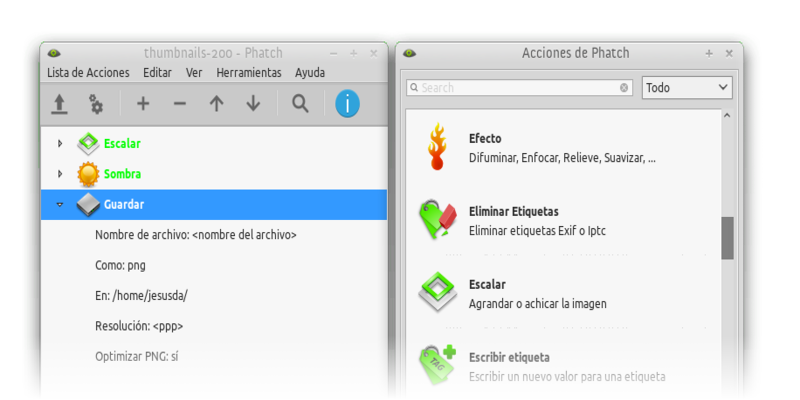 thumbnails-200 - Phatch
Lista de Acciones Editar Ver Herramientas Ayuda
Escalar
Sombra
Guardar
Nombre de archivo: <nombre del archivo>
Como: png
En: /home/jesusda/
Resolución: <ppp>
Optimizar PNG: sí
Acciones de Phatch
Search
Todo
Efecto
Difuminar, Enfocar, Relieve, Suavizar, ...
Eliminar Etiquetas
Eliminar etiquetas Exif o Iptc
Escalar
Agrandar o achicar la imagen
TAG
Escribir etiqueta
Escribir un nuevo valor para una etiqueta